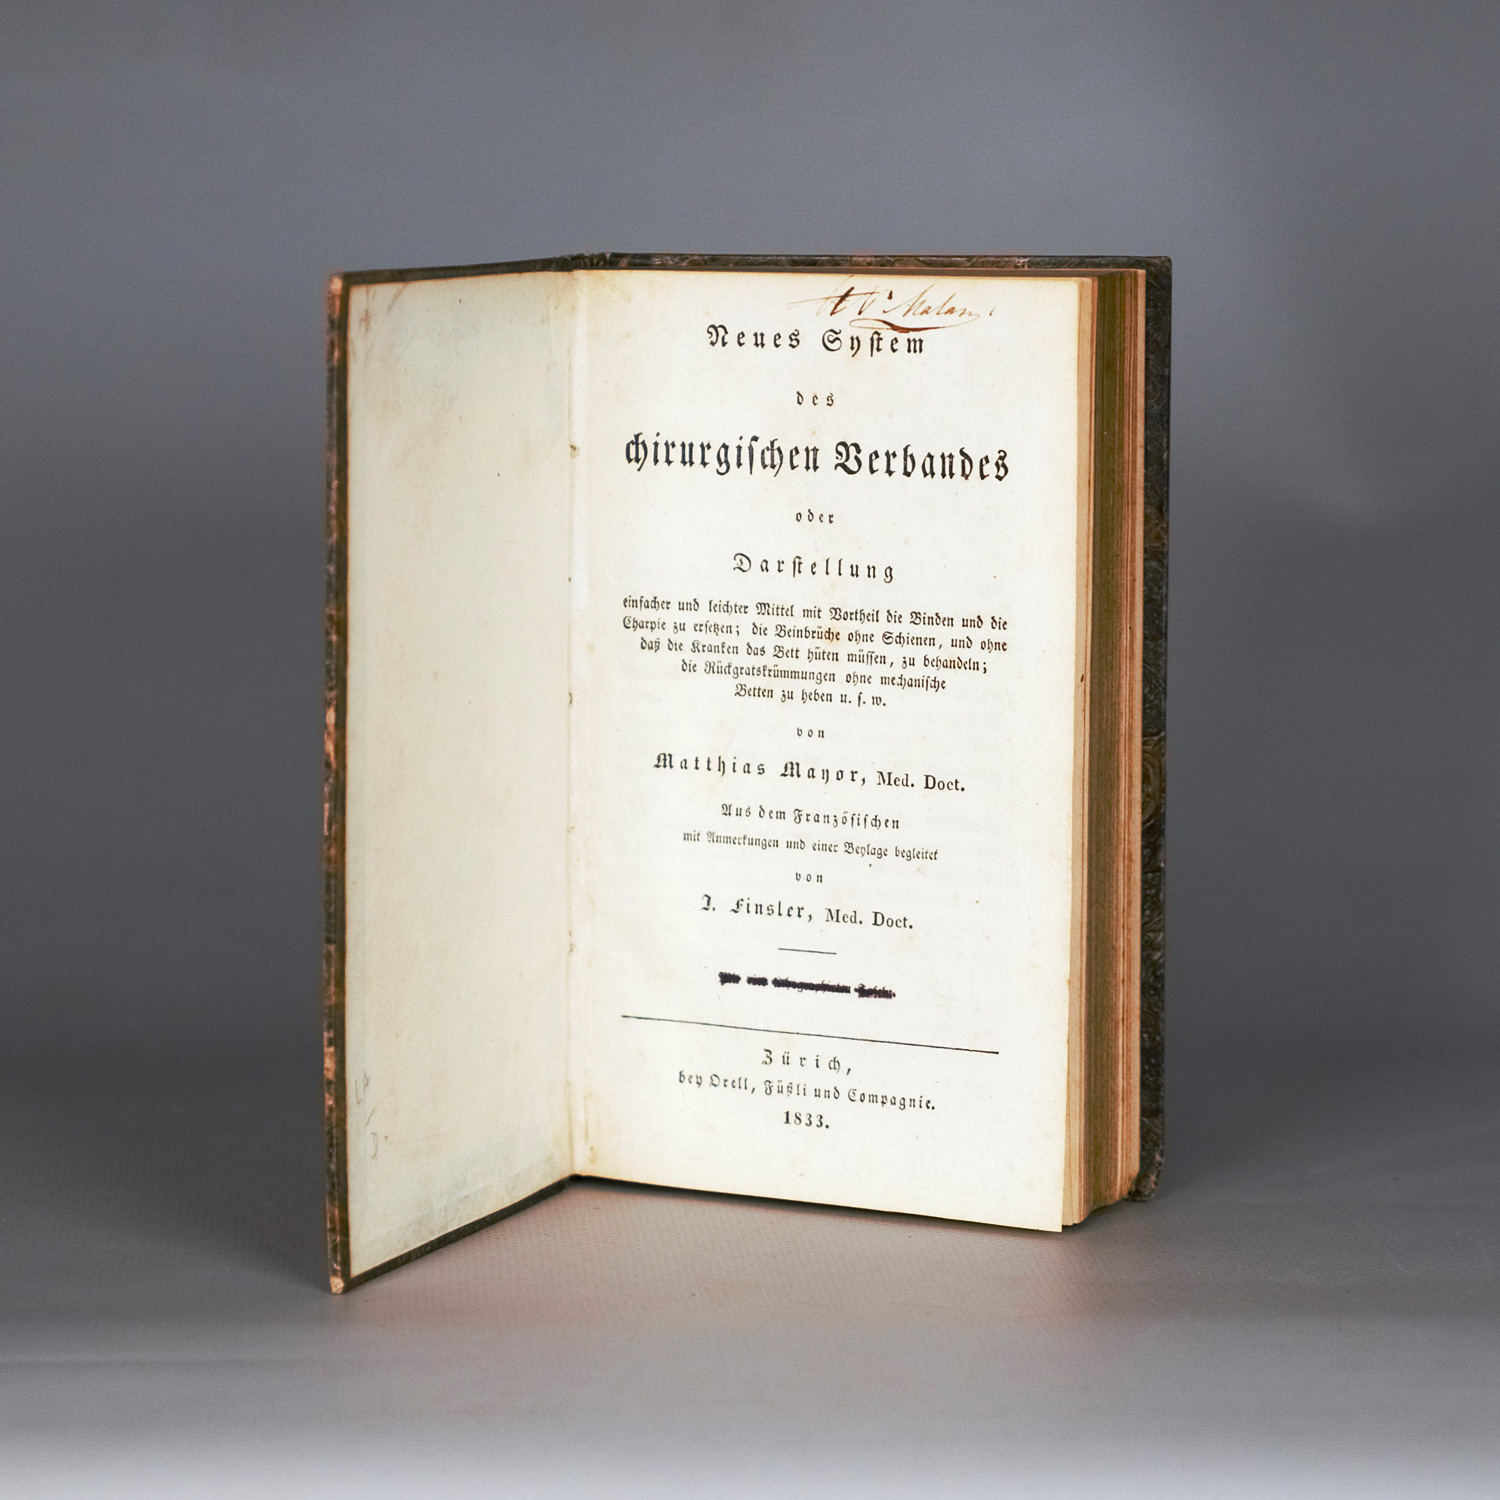 Neues Syſtem
des
chirurgiſchen Verbandes
oder
Darſtellung
einfacher und leichter Mittel mit Vortheil die Binden und die
Charpie zu erſetzen; die Beinbrüche ohne Schienen, und ohne
daß die Kranken das Bett hüten müſſen, zu behandeln;
die Rückgratskrümmungen ohne mechaniſche
Betten zu heben u. ſ. w.
von
Matthias Mayor, Med. Doct.
Aus dem Franzöſiſchen
mit Anmerkungen und einer Beylage begleitet
von
J. Finsler, Med. Doct.
Zürich,
bey Orell, Füßli und Compagnie.
1833.